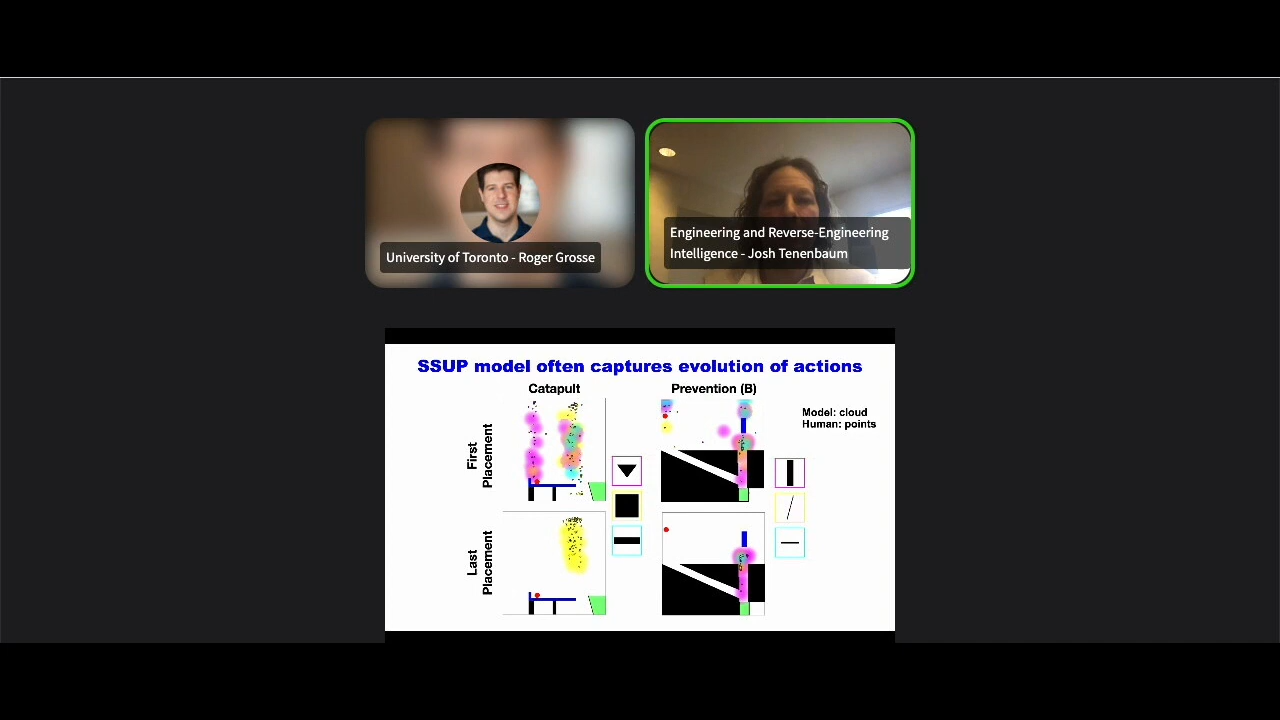 University of Toronto - Roger Grosse
Engineering and Reverse-Engineering
Intelligence - Josh Tenenbaum
SSUP model often captures evolution of actions
Catapult
Prevention (B)
Model: cloud
Human: points
First
Placement
Last
Placement